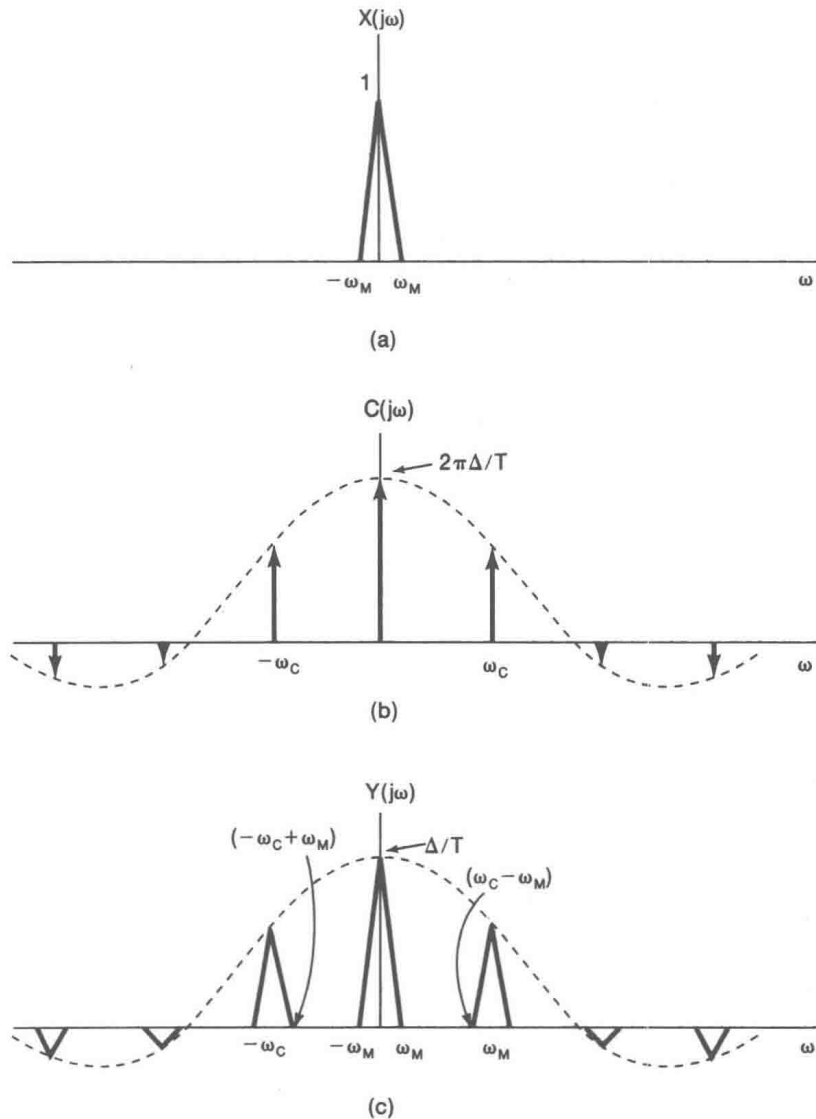 X(jω)
1
−ω_M ω_M ω
(a)
C(jω)
2πΔ/T
−ω_C ω_C ω
(b)
Y(jω)
(−ω_C+ω_M)
Δ/T
(ω_C−ω_M)
−ω_C −ω_M ω_M ω_M ω
(c)